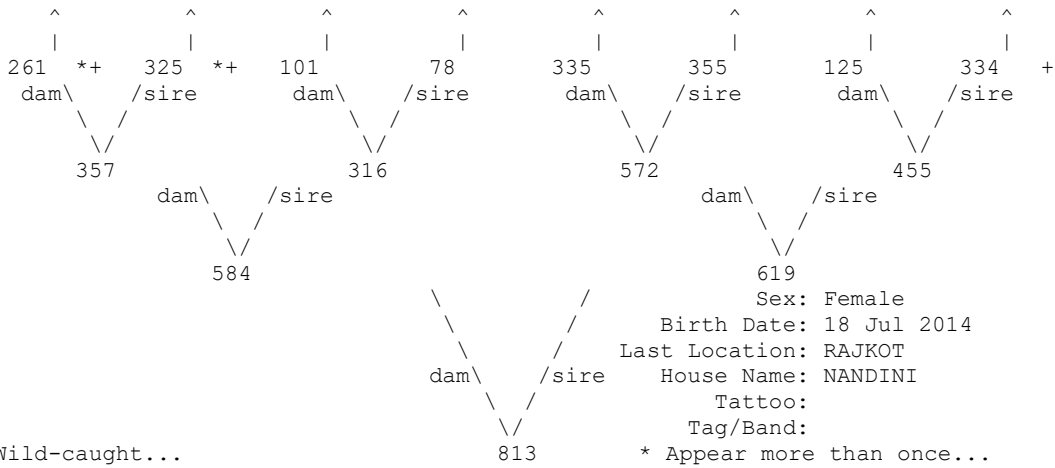 ^ ^ ^ ^ ^ ^ ^ ^
| | | | | | | |
261 *+ 325 *+ 101 78 335 355 125 334 +
dam\ /sire dam\ /sire dam\ /sire dam\ /sire
\ / \ / \ / \ /
\/ \/ \/ \/
357 316 572 455
dam\ /sire dam\ /sire
\ / \ /
\/ \/
584 619
\ / Sex: Female
\ / Birth Date: 18 Jul 2014
\ / Last Location: RAJKOT
dam\ /sire House Name: NANDINI
\ / Tattoo:
\/ Tag/Band:
Wild-caught... 813 * Appear more than once...